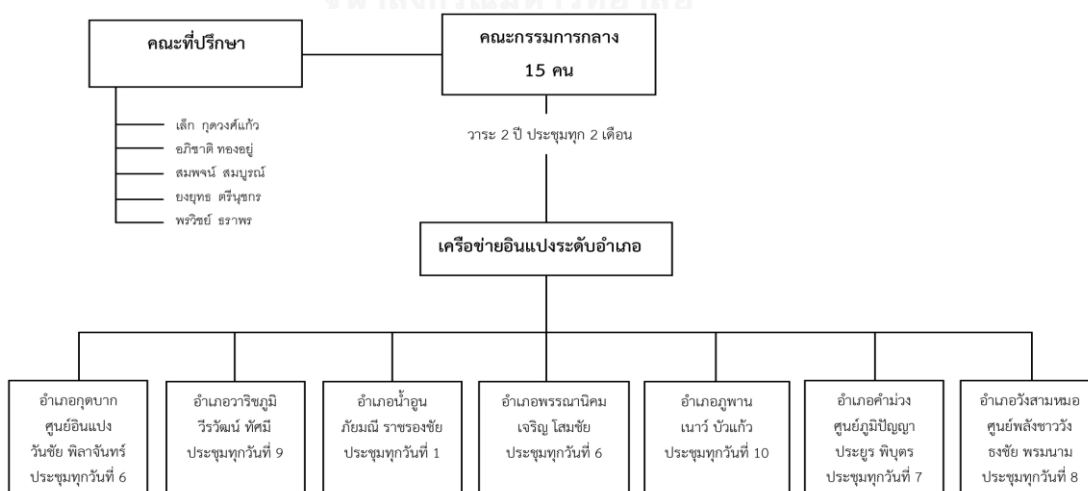 จุฬาลงกรณ์มหาวิทยาลัย
คณะที่ปรึกษา
คณะกรรมการกลาง
15 คน
เล็ก กุดวงศ์แก้ว
อภิชาติ ทองอยู่
สมพจน์ สมบูรณ์
ยงยุทธ ตรีนุชกร
พรวิชย์ ธราพร
วาระ 2 ปี ประชุมทุก 2 เดือน
เครือข่ายอินแปงระดับอำเภอ
อำเภอกุดบาก
ศูนย์อินแปง
วันชัย พิลาจันทร์
ประชุมทุกวันที่ 6
อำเภอวาริชภูมิ
วีรวัฒน์ ทัศมี
ประชุมทุกวันที่ 9
อำเภอน้ำอูน
ภัยมณี ราชรองชัย
ประชุมทุกวันที่ 1
อำเภอพรรณานิคม
เจริญ โสมชัย
ประชุมทุกวันที่ 6
อำเภอภูพาน
เนาว์ บัวแก้ว
ประชุมทุกวันที่ 10
อำเภอคำม่วง
ศูนย์ภูมิปัญญา
ประยูร พิบุตร
ประชุมทุกวันที่ 7
อำเภอวังสามหมอ
ศูนย์พลังชาววัง
ธงชัย พรมนาม
ประชุมทุกวันที่ 8